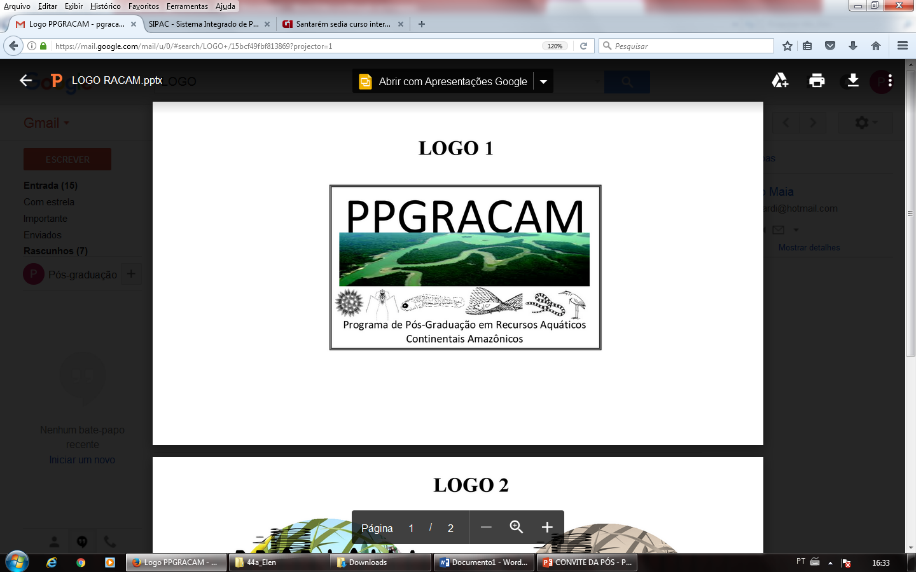 Arquivo Editar Exibir Histórico Favoritos Ferramentas Ajuda
Logo PPGRACAM - pgraca... × SIPAC - Sistema Integrado de P... × Santarém sedia curso inter... × +
https://mail.google.com/mail/u/0/#search/LOGO+/15bcf49fbf813869?projector=1 120% Pesquisar
LOGO RACAM.pptx
Abrir com Apresentações Google
Gmail
ESCREVER
Entrada (15)
Com estrela
Importante
Enviados
Rascunhos (7)
P Pós-graduação +
Nenhum bate-papo
recente
Iniciar um novo
Maia
edi@hotmail.com
Mostrar detalhes
LOGO 1
PPGRACAM
Programa de Pós-Graduação em Recursos Aquáticos
Continentais Amazônicos
LOGO 2
Página 1 / 2
Logo PPGRACAM - ... 44a_Elen Downloads Documento1 - Word... CONVITE DA PÓS - P... PT 16:33